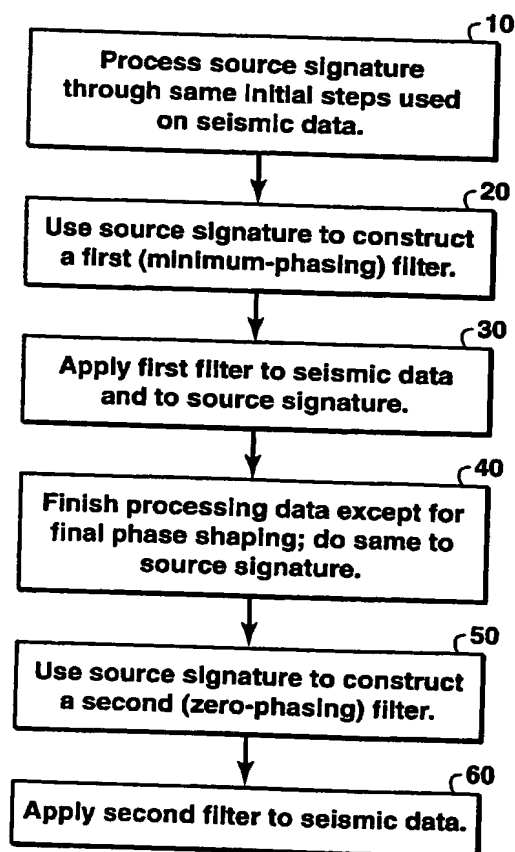 10
Process source signature
through same initial steps used
on seismic data.
20
Use source signature to construct
a first (minimum-phasing) filter.
30
Apply first filter to seismic data
and to source signature.
40
Finish processing data except for
final phase shaping; do same to
source signature.
50
Use source signature to construct
a second (zero-phasing) filter.
60
Apply second filter to seismic data.